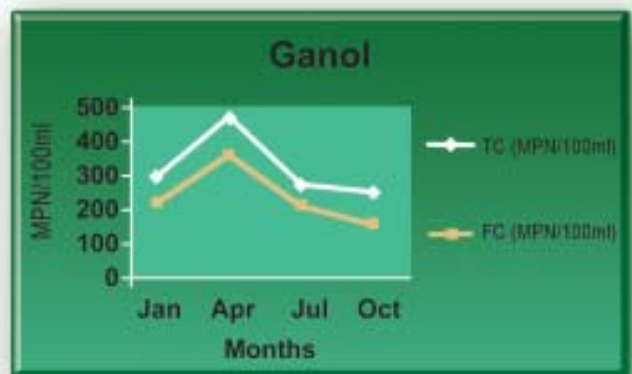 Ganol
MPN/100ml
500
400
300
200
100
0
Jan Apr Jul Oct
Months
TC (MPN/100ml)
FC (MPN/100ml)